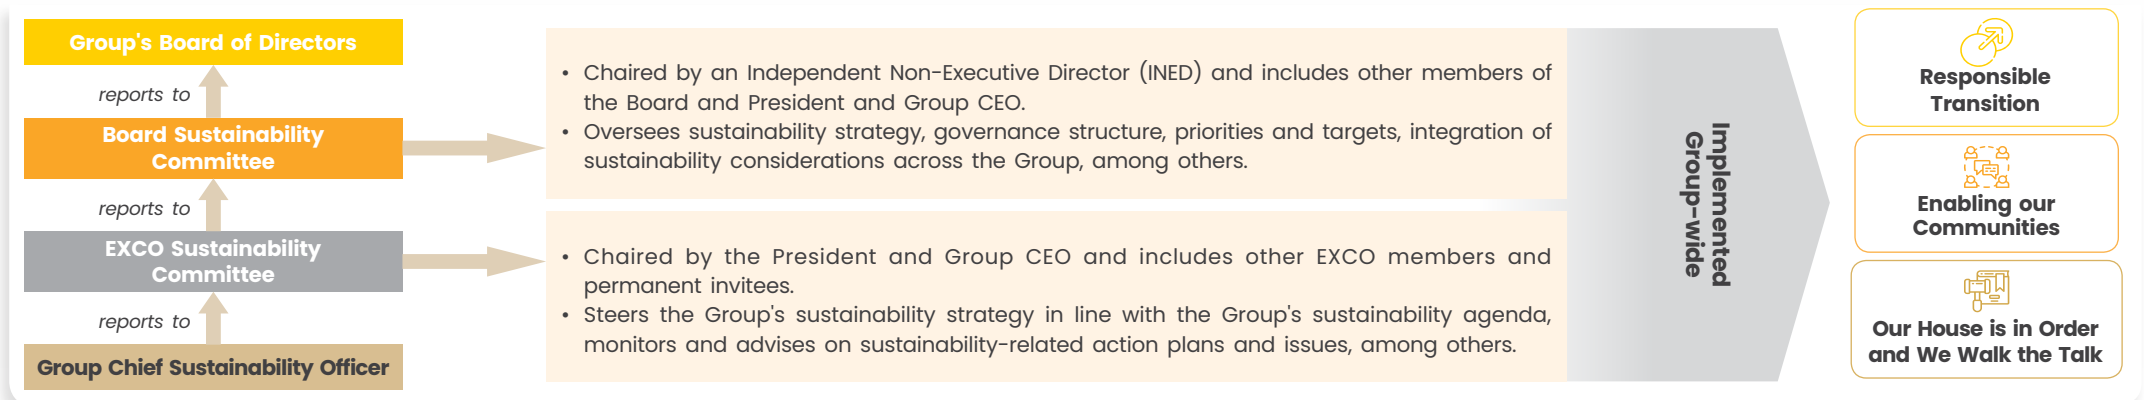 Group's Board of Directors
reports to
Board Sustainability
Committee
reports to
EXCO Sustainability
Committee
reports to
Group Chief Sustainability Officer
• Chaired by an Independent Non-Executive Director (INED) and includes other members of
the Board and President and Group CEO.
• Oversees sustainability strategy, governance structure, priorities and targets, integration of
sustainability considerations across the Group, among others.
• Chaired by the President and Group CEO and includes other EXCO members and
permanent invitees.
• Steers the Group's sustainability strategy in line with the Group's sustainability agenda,
monitors and advises on sustainability-related action plans and issues, among others.
Implemented
Group-wide
Responsible
Transition
Enabling our
Communities
Our House is in Order
and We Walk the Talk